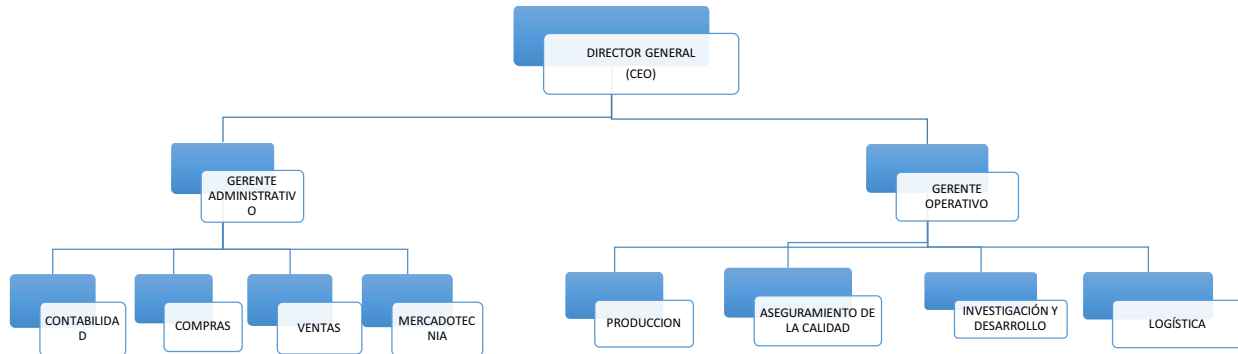 DIRECTOR GENERAL
(CEO)
GERENTE
ADMINISTRATIV
O
GERENTE
OPERATIVO
CONTABILIDA
D
COMPRAS
VENTAS
MERCADOTEC
NIA
PRODUCCION
ASEGURAMIENTO DE
LA CALIDAD
INVESTIGACIÓN Y
DESARROLLO
LOGÍSTICA